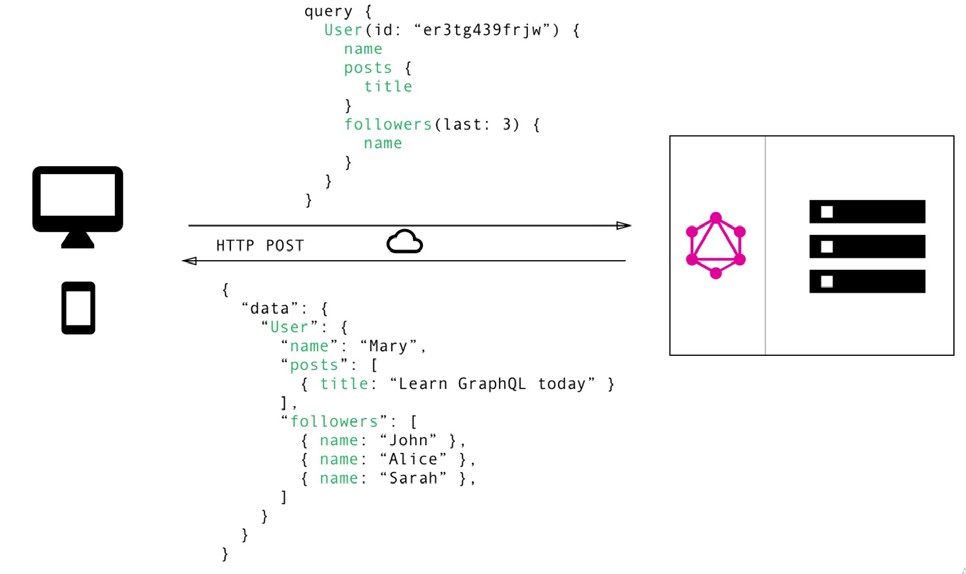 query {
  User(id: “er3tg439frjw”) {
    name
    posts {
      title
    }
    followers(last: 3) {
      name
    }
  }
}
HTTP POST
{
  “data”: {
    “User”: {
      “name”: “Mary”,
      “posts”: [
        { title: “Learn GraphQL today” }
      ],
      “followers”: [
        { name: “John” },
        { name: “Alice” },
        { name: “Sarah” },
      ]
    }
  }
}